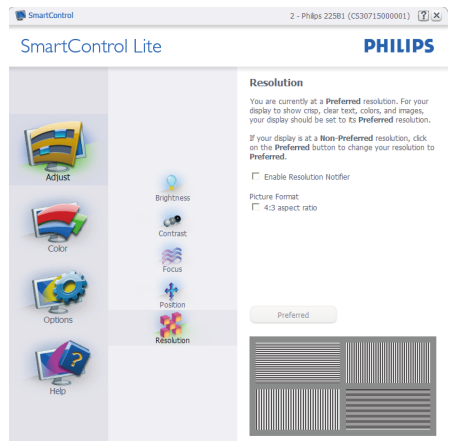 SmartControl
2 - Philips 225B1 (CS30715000001) ? X
SmartControl Lite
PHILIPS
Adjust
Color
Options
Help
Brightness
Contrast
Focus
Position
Resolution
Resolution
You are currently at a Preferred resolution. For your
display to show crisp, clear text, colors, and images,
your display should be set to its Preferred resolution.
If your display is at a Non-Preferred resolution, click
on the Preferred button to change your resolution to
Preferred.
Enable Resolution Notifier
Picture Format
4:3 aspect ratio
Preferred